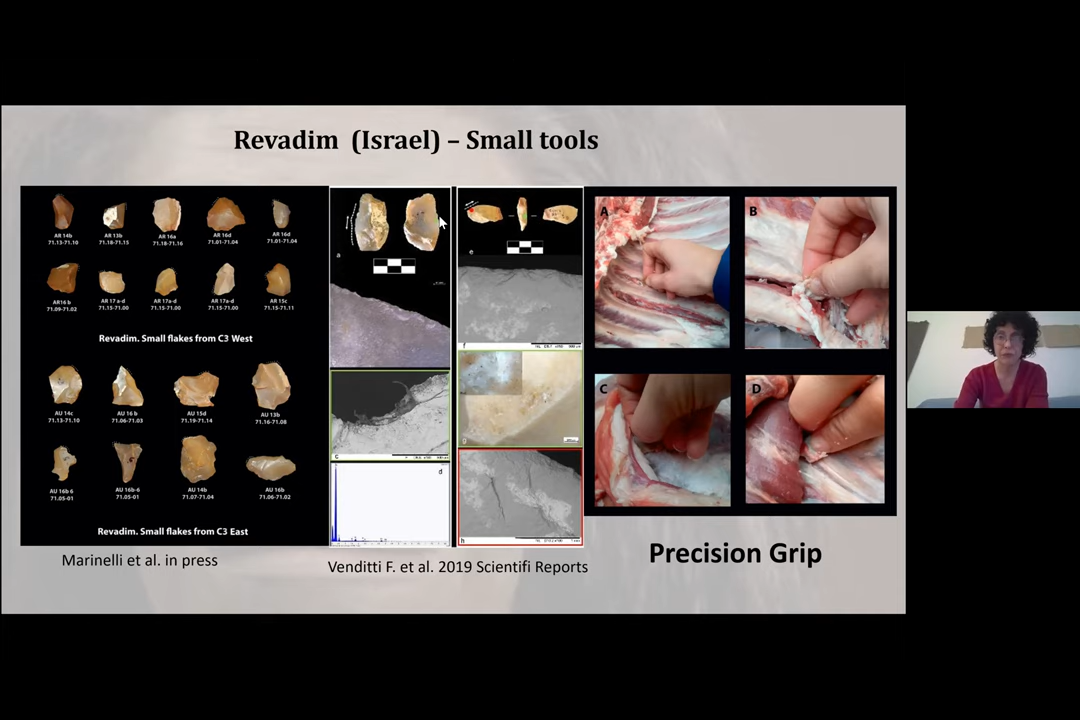 Revadim (Israel) – Small tools
AR 14b
71.13-71.10
AR 13b
71.18-71.15
AR 16a
71.18-71.16
AR 16d
71.01-71.04
AR 16d
71.01-71.04
AR16 b
71.09-71.02
AR 17 a-d
71.15-71.00
AR 17a-d
71.15-71.00
AR 17a-d
71.15-71.00
AR 15c
71.15-71.11
Revadim. Small flakes from C3 West
AU 14c
71.13-71.10
AU 16 b
71.06-71.03
AU 15d
71.19-71.14
AU 13b
71.16-71.08
AU 16b 6
71.05-01
AU 16b-6
71.05-01
AU 14b
71.07-71.04
AU 16b
71.06-71.02
Revadim. Small flakes from C3 East
a
c
d
e
f
g
h
A
B
C
D
Marinelli et al. in press
Venditti F. et al. 2019 Scientifi Reports
Precision Grip